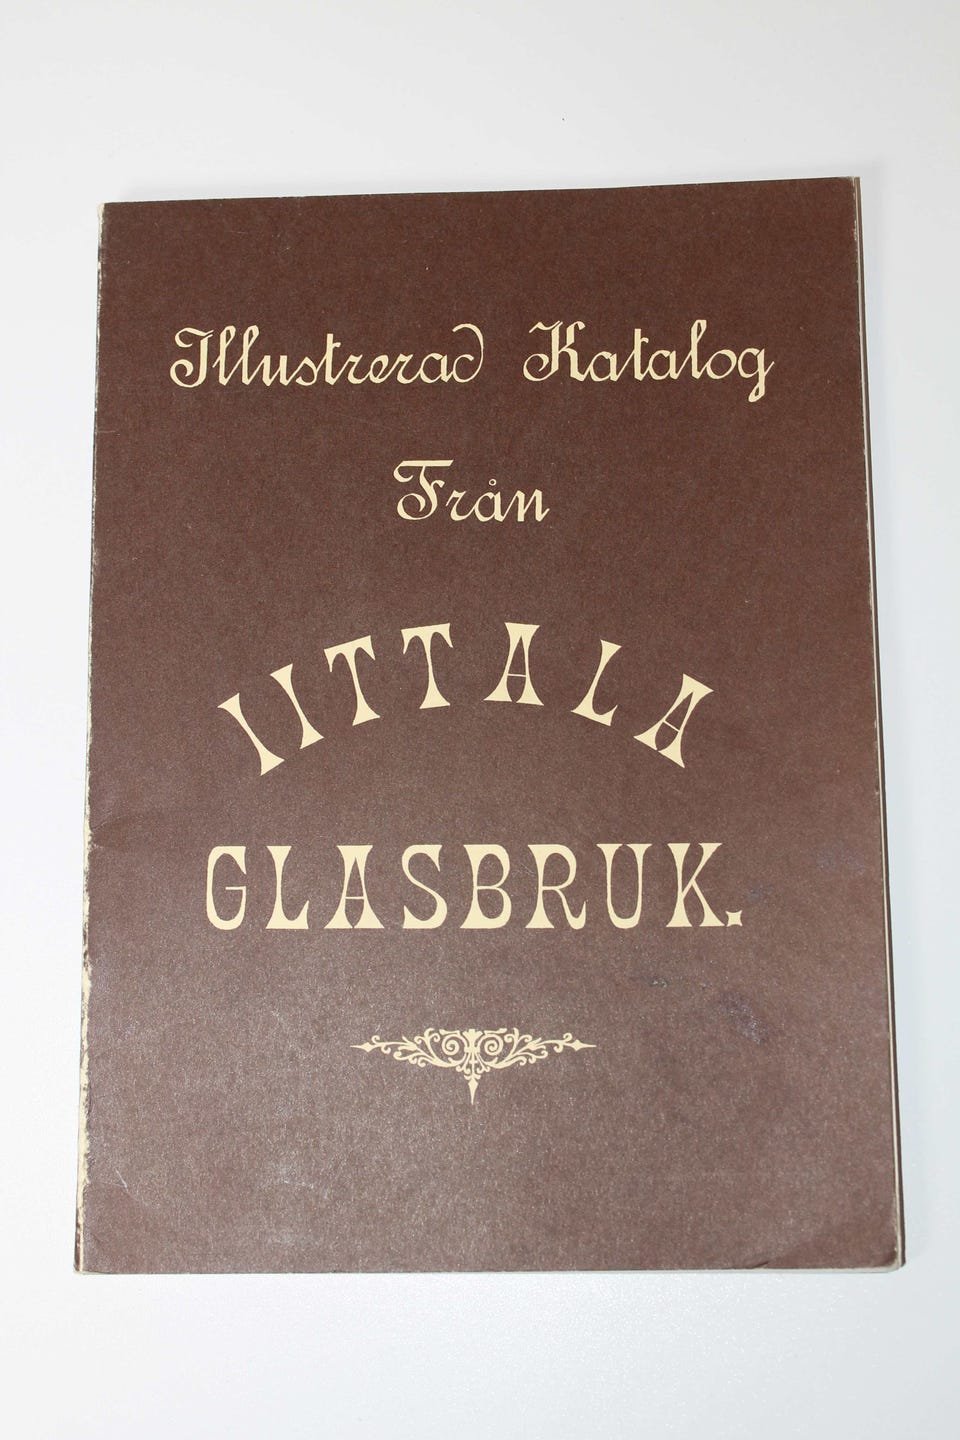 Illustrerad Katalog
Från
IITTALA
GLASBRUK.